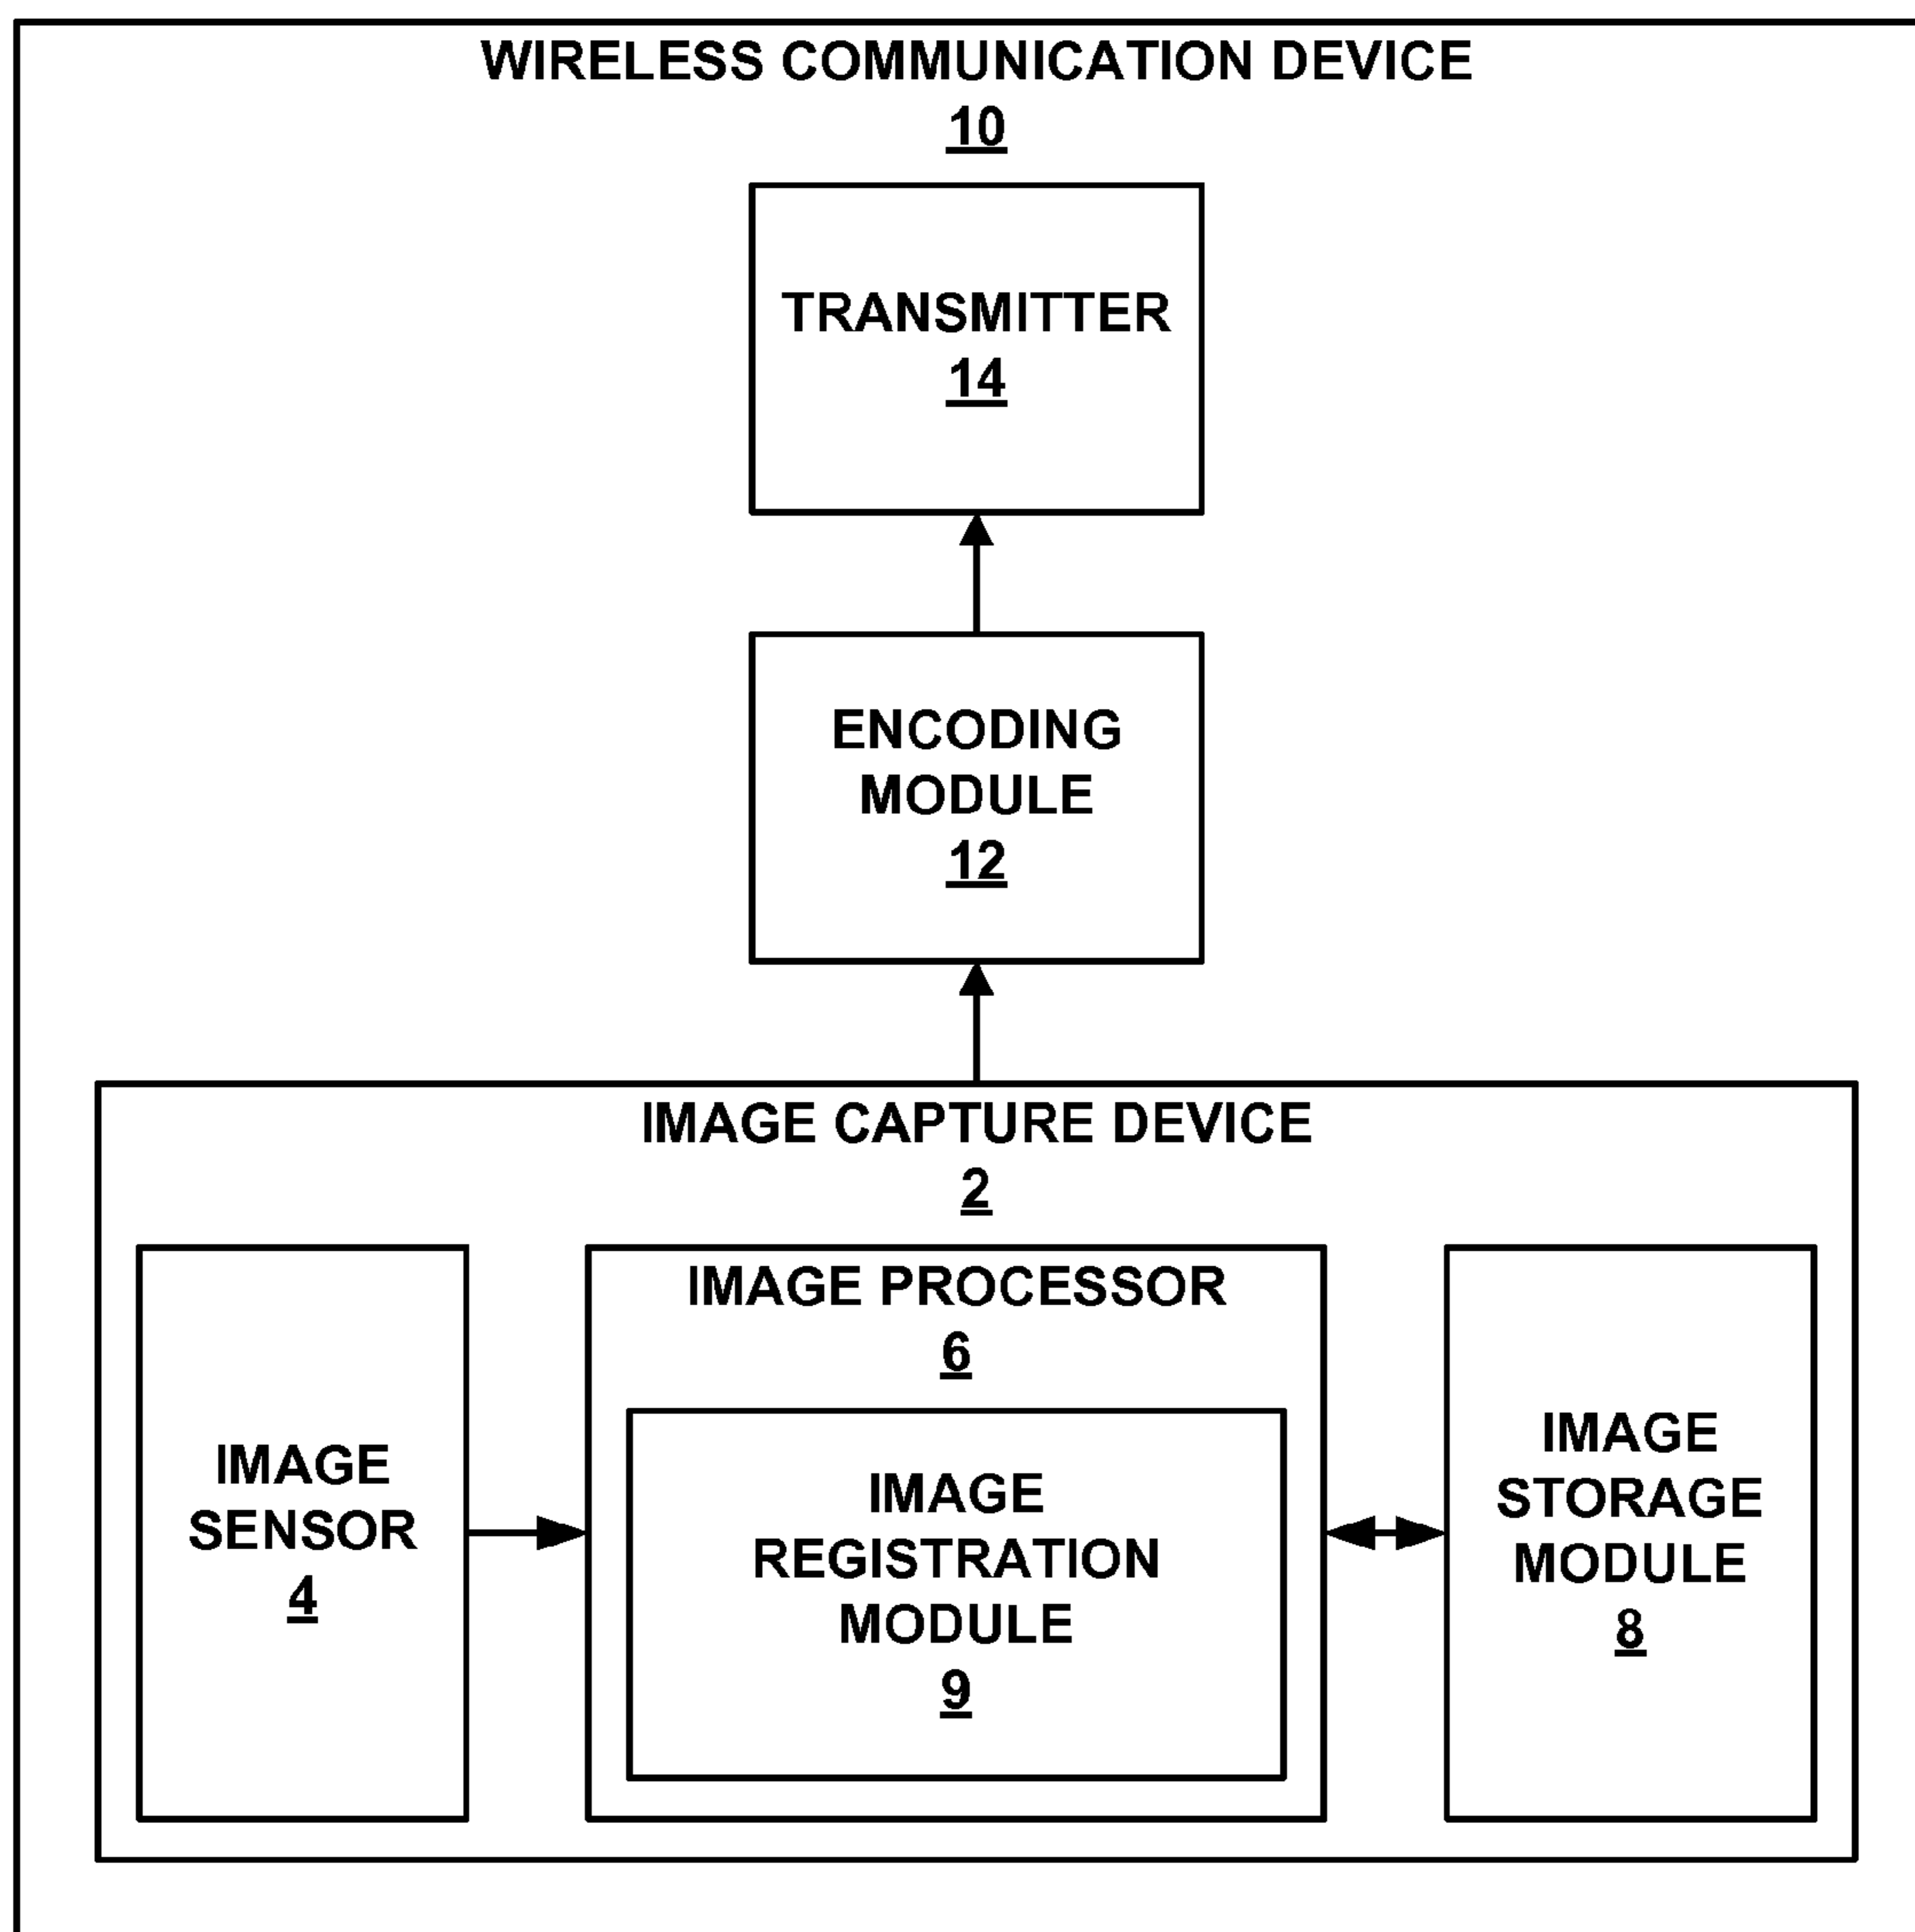 WIRELESS COMMUNICATION DEVICE
10
TRANSMITTER
14
ENCODING
MODULE
12
IMAGE CAPTURE DEVICE
2
IMAGE
SENSOR
4
IMAGE PROCESSOR
6
IMAGE
REGISTRATION
MODULE
9
IMAGE
STORAGE
MODULE
8